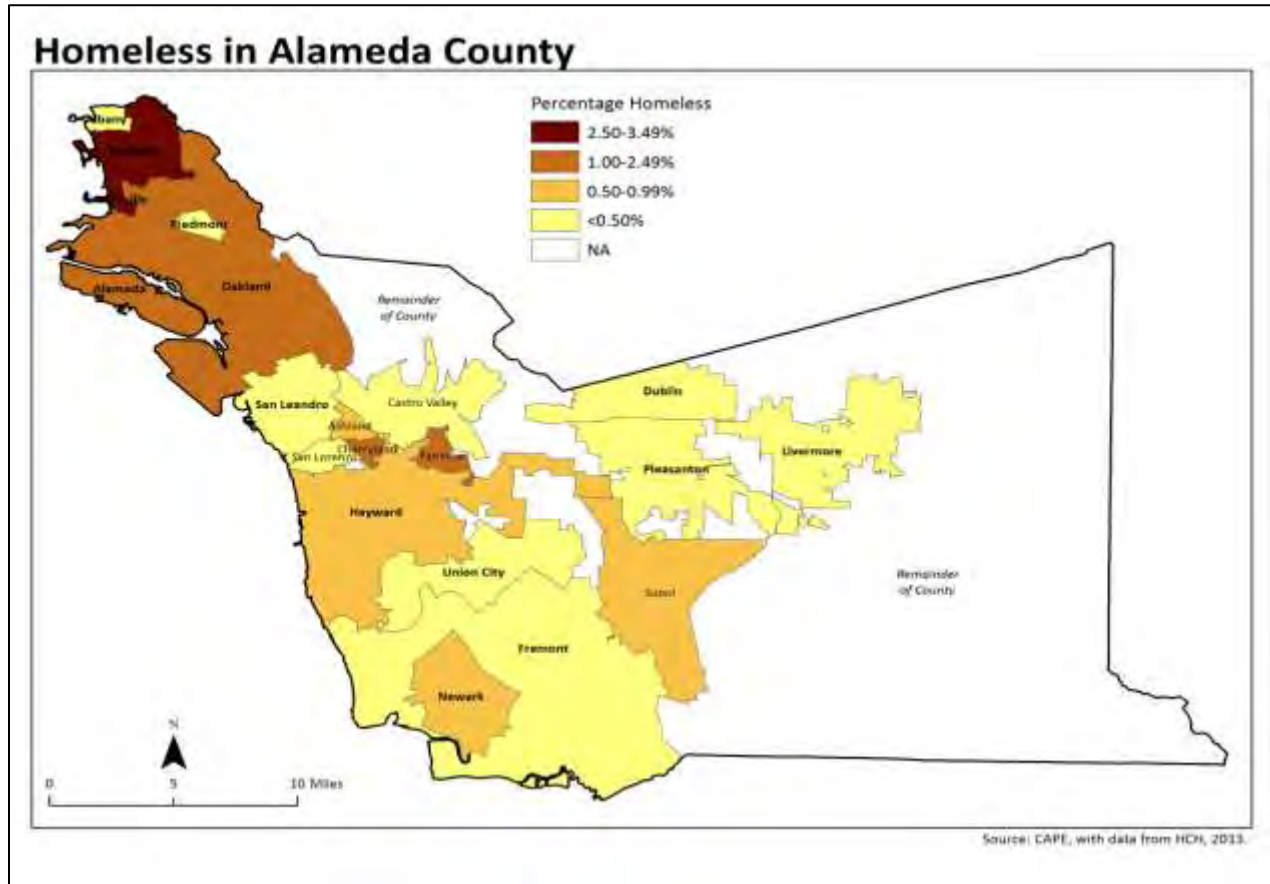 Homeless in Alameda County
Percentage Homeless
2.50-3.49%
1.00-2.49%
0.50-0.99%
<0.50%
NA
Piedmont
Alameda
Oakland
Remainder
of County
San Leandro
Castro Valley
Ashland
Cherryland
San Lorenzo
Dublin
Livermore
Pleasanton
Hayward
Union City
Sunol
Remainder
of County
Fremont
Newark
N
0 5 10 Miles
Source: CAPE, with data from HCH, 2013.